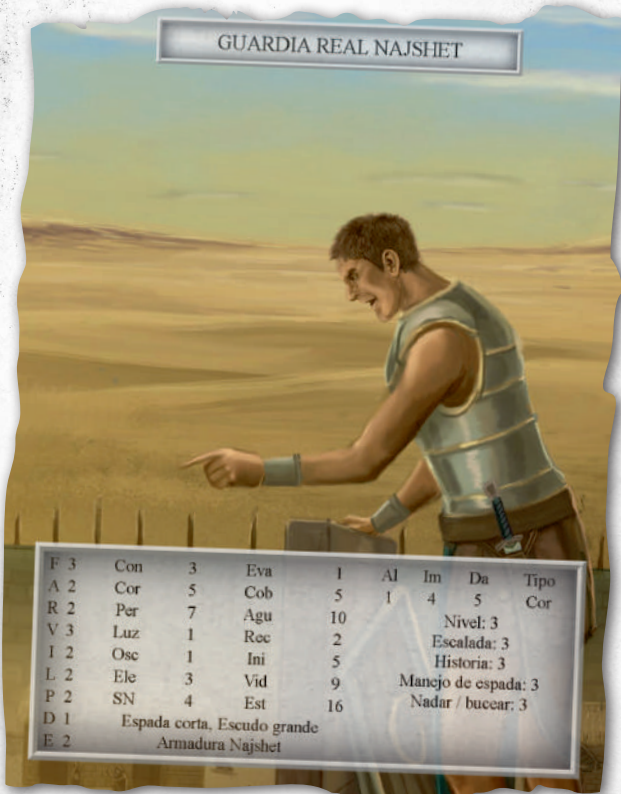 GUARDIA REAL NAJSHET
F 3 Con 3 Eva 1 Al Im Da Tipo
A 2 Cor 5 Cob 5 1 4 5 Cor
R 2 Per 7 Agu 10 Nivel: 3
V 3 Luz 1 Rec 2 Escalada: 3
I 2 Osc 1 Ini 5 Historia: 3
L 2 Ele 3 Vid 9 Manejo de espada: 3
P 2 SN 4 Est 16 Nadar / bucear: 3
D 1 Espada corta, Escudo grande
E 2 Armadura Najshet